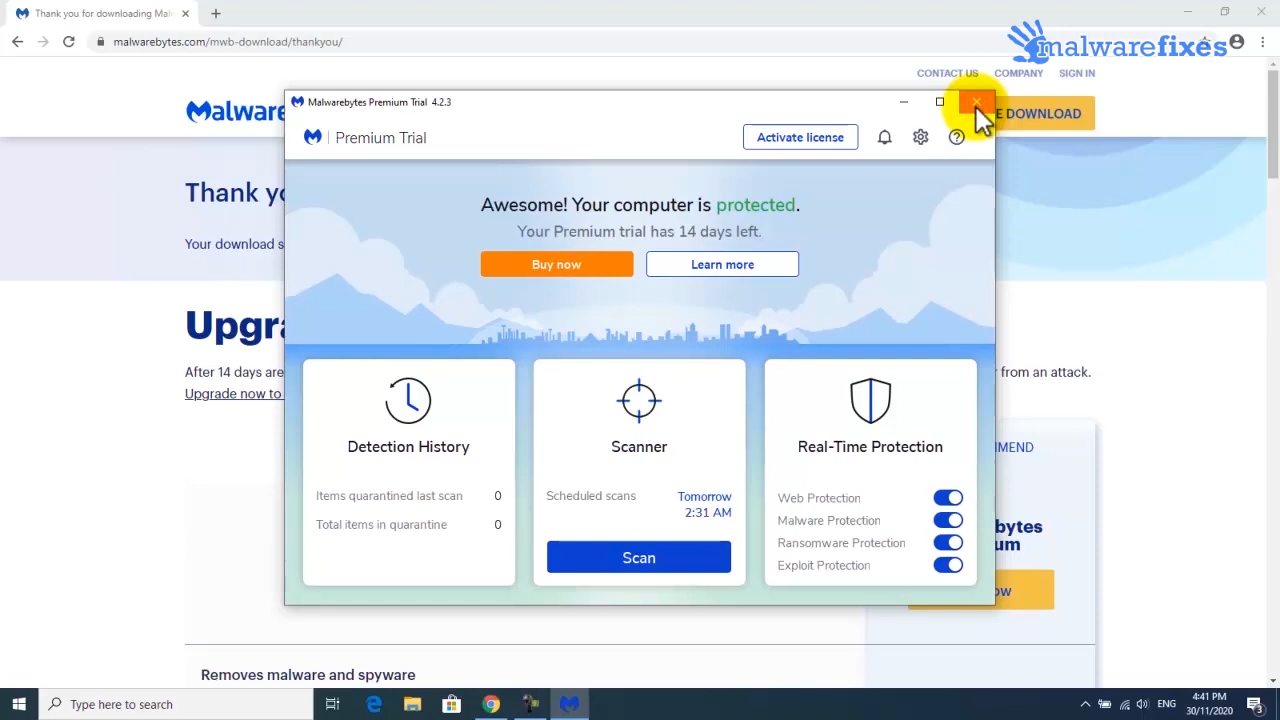 Thank you for downloading Mal
malwarebytes.com/mwb-download/thankyou/
malwarefixes
CONTACT US COMPANY SIGN IN
Malware
E DOWNLOAD
Malwarebytes Premium Trial 4.2.3
Premium Trial
Activate license
Thank yo
Your download s
Awesome! Your computer is protected.
Your Premium trial has 14 days left.
Buy now
Learn more
Upgra
After 14 days are
Upgrade now to
from an attack.
MMEND
bytes
um
OW
Detection History
Items quarantined last scan 0
Total items in quarantine 0
Scanner
Scheduled scans Tomorrow
2:31 AM
Scan
Real-Time Protection
Web Protection
Malware Protection
Ransomware Protection
Exploit Protection
Removes malware and spyware
Type here to search
ENG
4:41 PM
30/11/2020
3